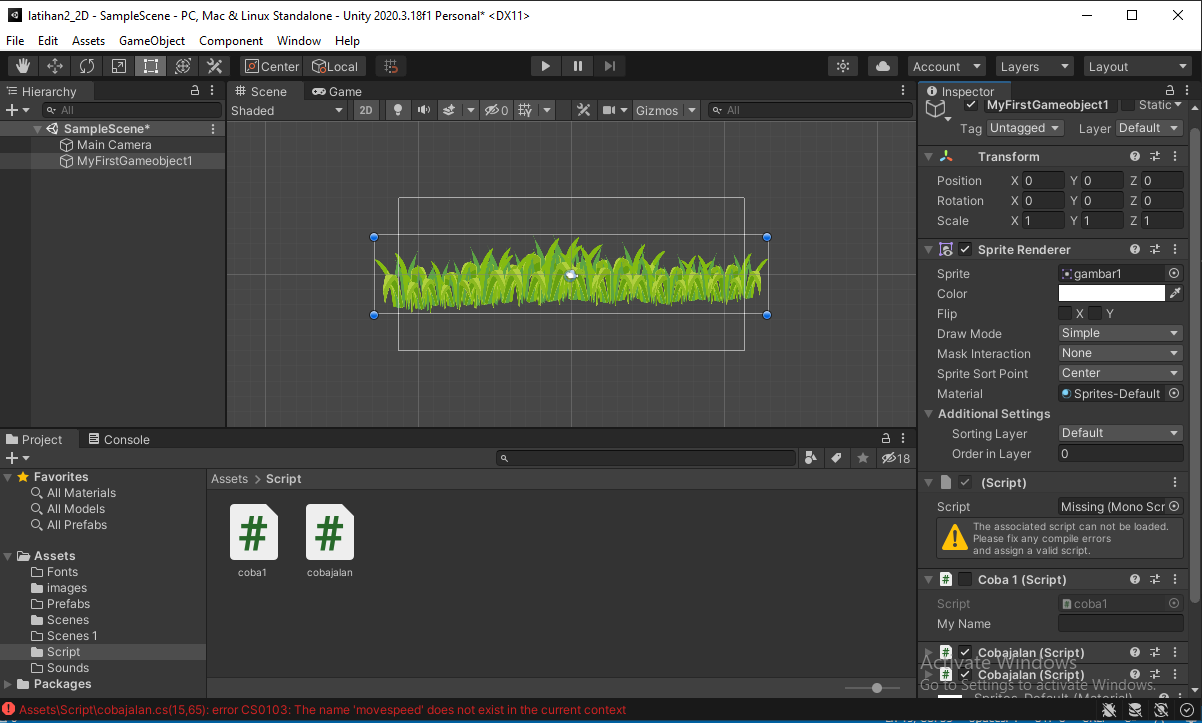 latihan2_2D - SampleScene - PC, Mac & Linux Standalone - Unity 2020.3.18f1 Personal* <DX11>
File Edit Assets GameObject Component Window Help
Center Local Account Layers Layout
Hierarchy
All
SampleScene*
Main Camera
MyFirstGameobject1
Scene Game
Shaded 2D 0 Gizmos All
Project Console
18
Favorites
All Materials
All Models
All Prefabs
Assets
Fonts
images
Prefabs
Scenes
Scenes 1
Script
Sounds
Packages
Assets > Script
coba1 cobajalan
Inspector
MyFirstGameobject1 Static
Tag Untagged Layer Default
Transform
Position X 0 Y 0 Z 0
Rotation X 0 Y 0 Z 0
Scale X 1 Y 1 Z 1
Sprite Renderer
Sprite gambar1
Color
Flip X Y
Draw Mode Simple
Mask Interaction None
Sprite Sort Point Center
Material Sprites-Default
Additional Settings
Sorting Layer Default
Order in Layer 0
(Script)
Script Missing (Mono Scr
The associated script can not be loaded.
Please fix any compile errors
and assign a valid script.
Coba 1 (Script)
Script coba1
My Name
Cobajalan (Script)
Cobajalan (Script)
Sprites-Default (Material)
Activate Windows
Go to Settings to activate Windows.
Assets\Script\cobajalan.cs(15,65): error CS0103: The name 'movespeed' does not exist in the current context